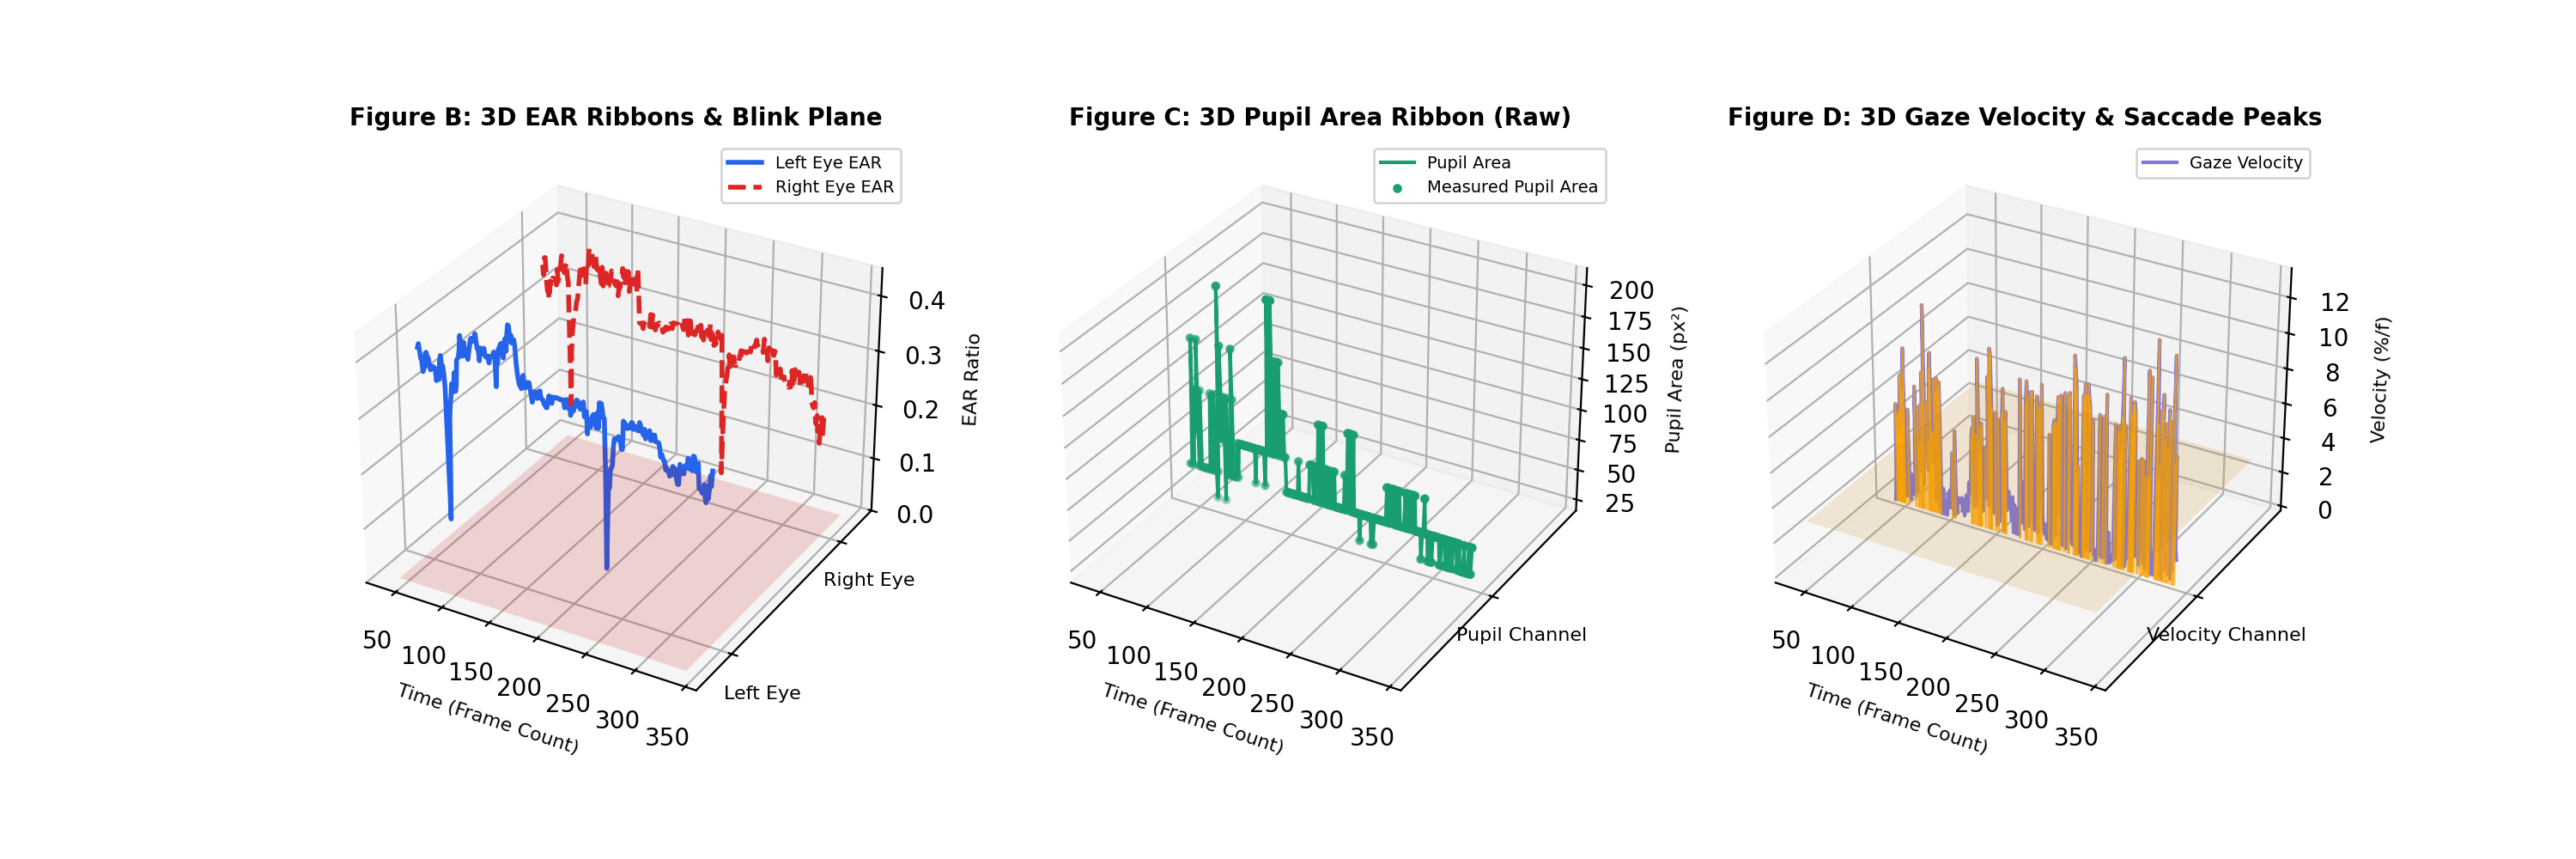 Figure B: 3D EAR Ribbons & Blink Plane
Left Eye EAR
Right Eye EAR
0.4
0.3
0.2
0.1
0.0
EAR Ratio
Right Eye
Left Eye
50
100
150
200
250
300
350
Time (Frame Count)
Figure C: 3D Pupil Area Ribbon (Raw)
Pupil Area
Measured Pupil Area
200
175
150
125
100
75
50
25
Pupil Area (px²)
Pupil Channel
50
100
150
200
250
300
350
Time (Frame Count)
Figure D: 3D Gaze Velocity & Saccade Peaks
Gaze Velocity
12
10
8
6
4
2
0
Velocity (%/f)
Velocity Channel
50
100
150
200
250
300
350
Time (Frame Count)